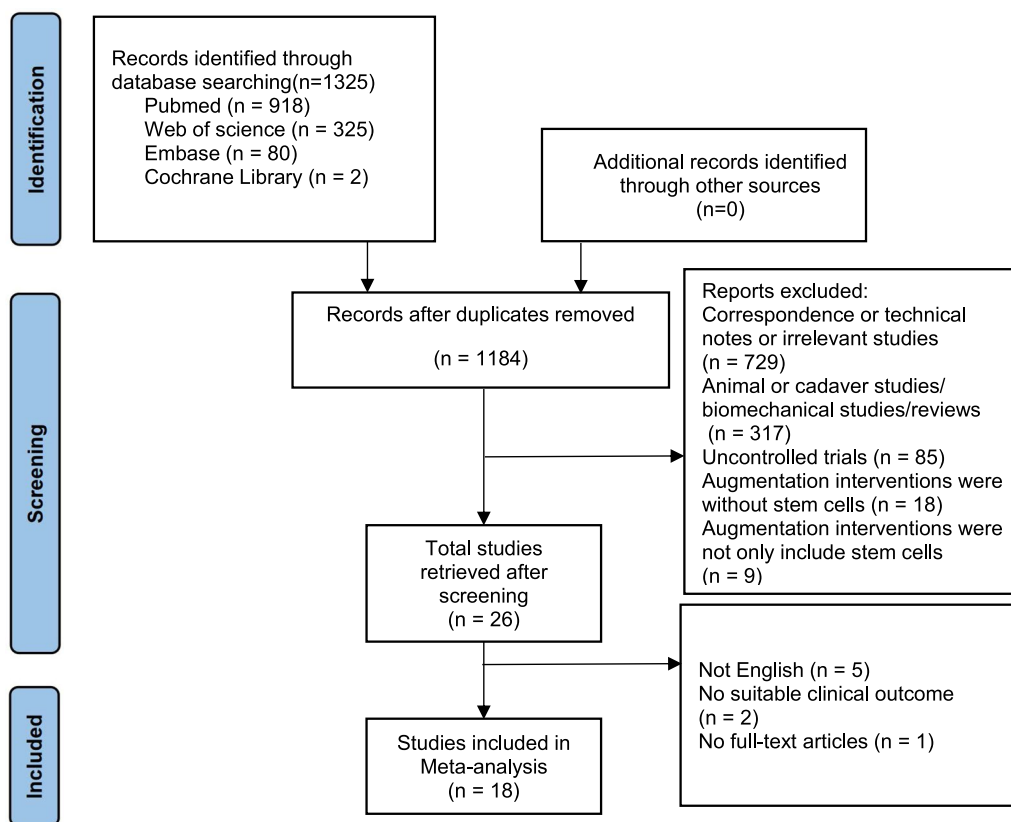 Identification
Records identified through
database searching(n=1325)
Pubmed (n = 918)
Web of science (n = 325)
Embase (n = 80)
Cochrane Library (n = 2)
Additional records identified
through other sources
(n=0)
Screening
Records after duplicates removed
(n = 1184)
Reports excluded:
Correspondence or technical
notes or irrelevant studies
(n = 729)
Animal or cadaver studies/
biomechanical studies/reviews
(n = 317)
Uncontrolled trials (n = 85)
Augmentation interventions were
without stem cells (n = 18)
Augmentation interventions were
not only include stem cells
(n = 9)
Total studies
retrieved after
screening
(n = 26)
Not English (n = 5)
No suitable clinical outcome
(n = 2)
No full-text articles (n = 1)
Included
Studies included in
Meta-analysis
(n = 18)